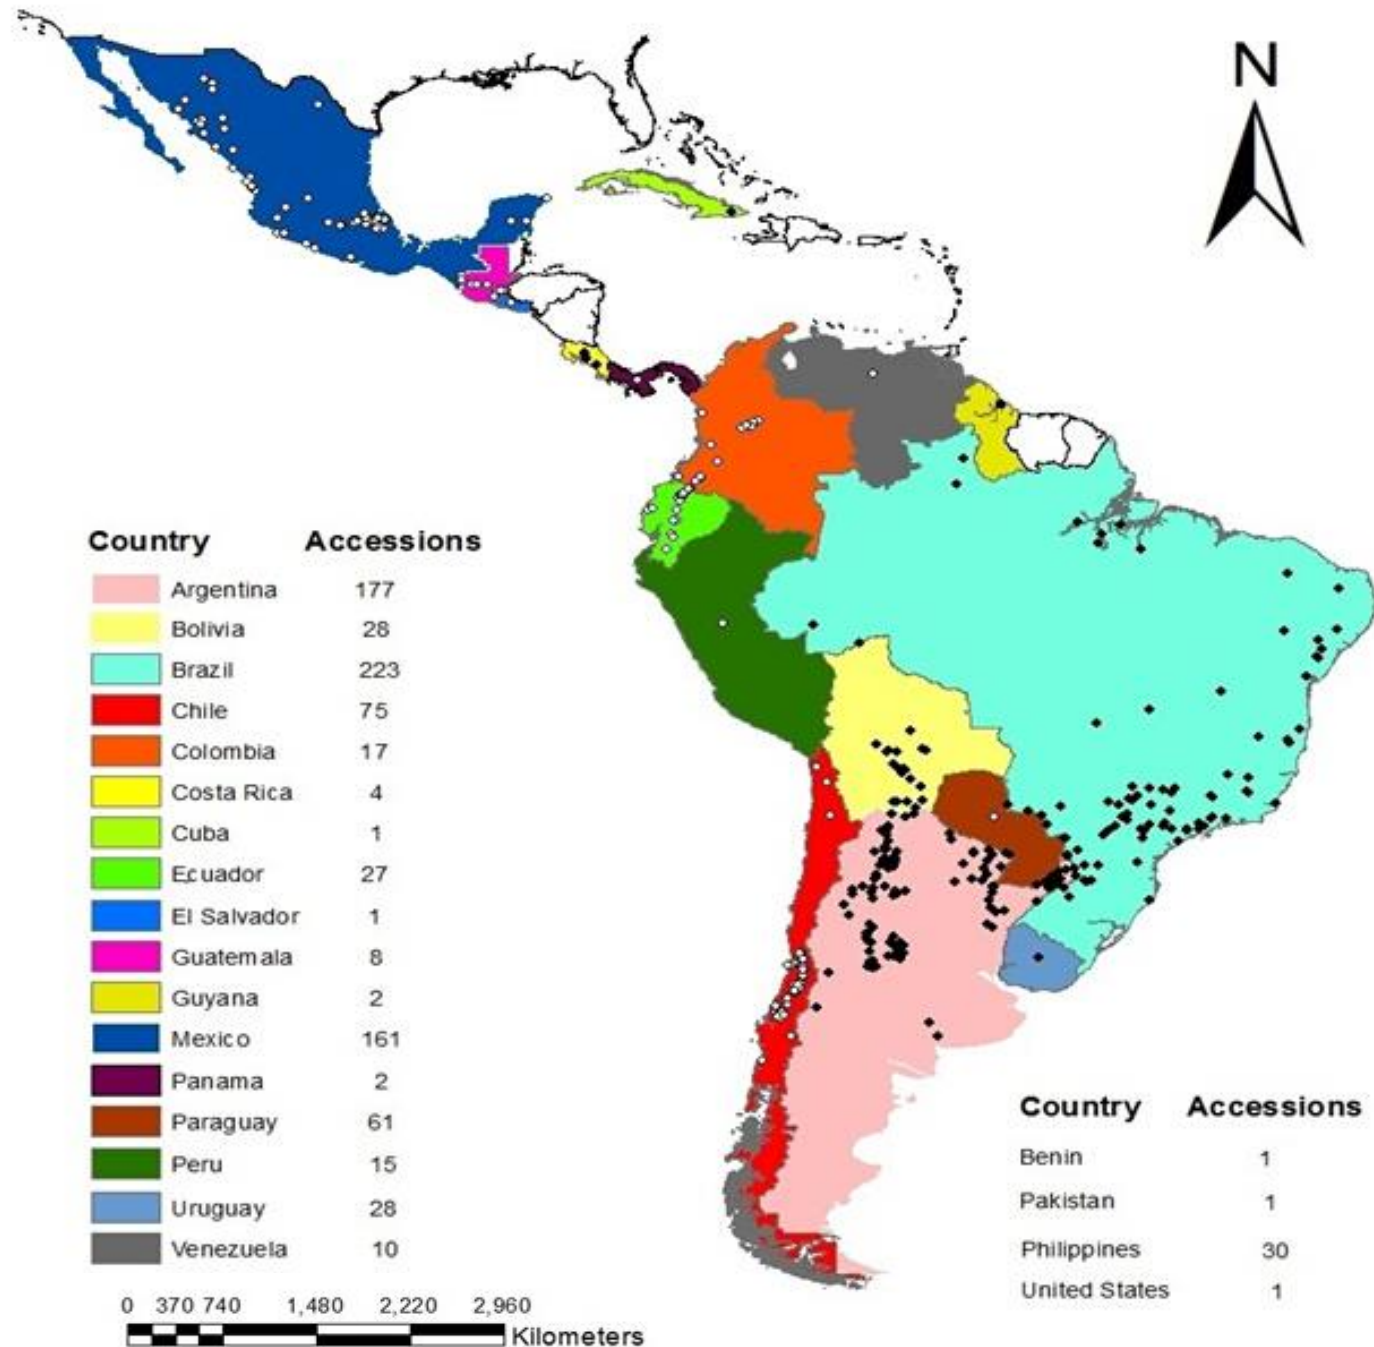 N
Country Accessions
Argentina 177
Bolivia 28
Brazil 223
Chile 75
Colombia 17
Costa Rica 4
Cuba 1
Ecuador 27
El Salvador 1
Guatemala 8
Guyana 2
Mexico 161
Panama 2
Paraguay 61
Peru 15
Uruguay 28
Venezuela 10
0 370 740 1,480 2,220 2,960
Kilometers
Country Accessions
Benin 1
Pakistan 1
Philippines 30
United States 1